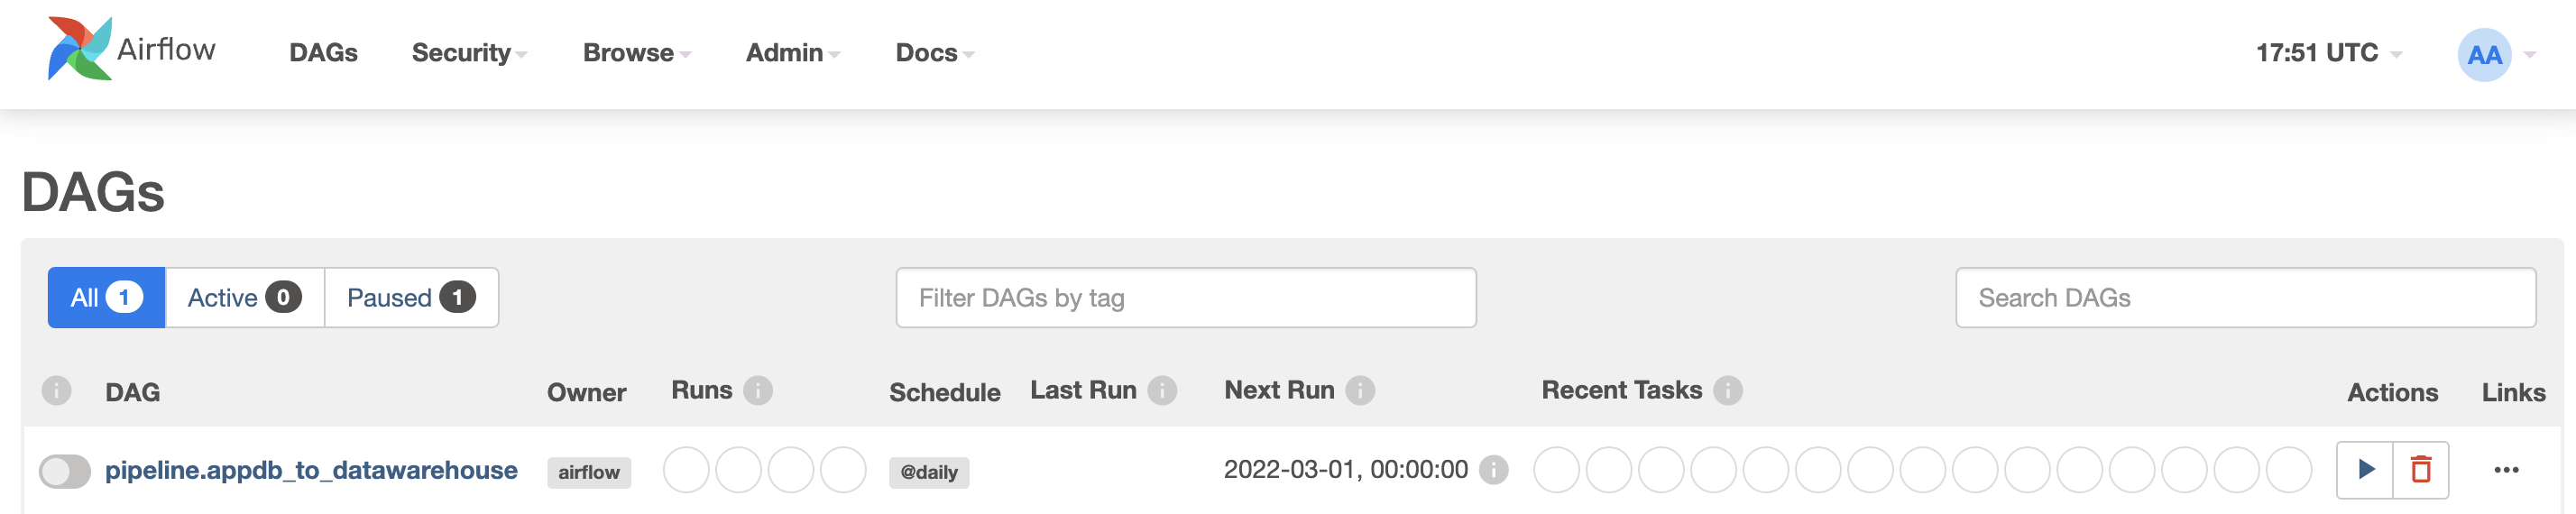 Airflow DAGs Security Browse Admin Docs 17:51 UTC AA
DAGs
All 1 Active 0 Paused 1 Filter DAGs by tag Search DAGs
i DAG Owner Runs i Schedule Last Run i Next Run i Recent Tasks i Actions Links
pipeline.appdb_to_datawarehouse airflow @daily 2022-03-01, 00:00:00 i